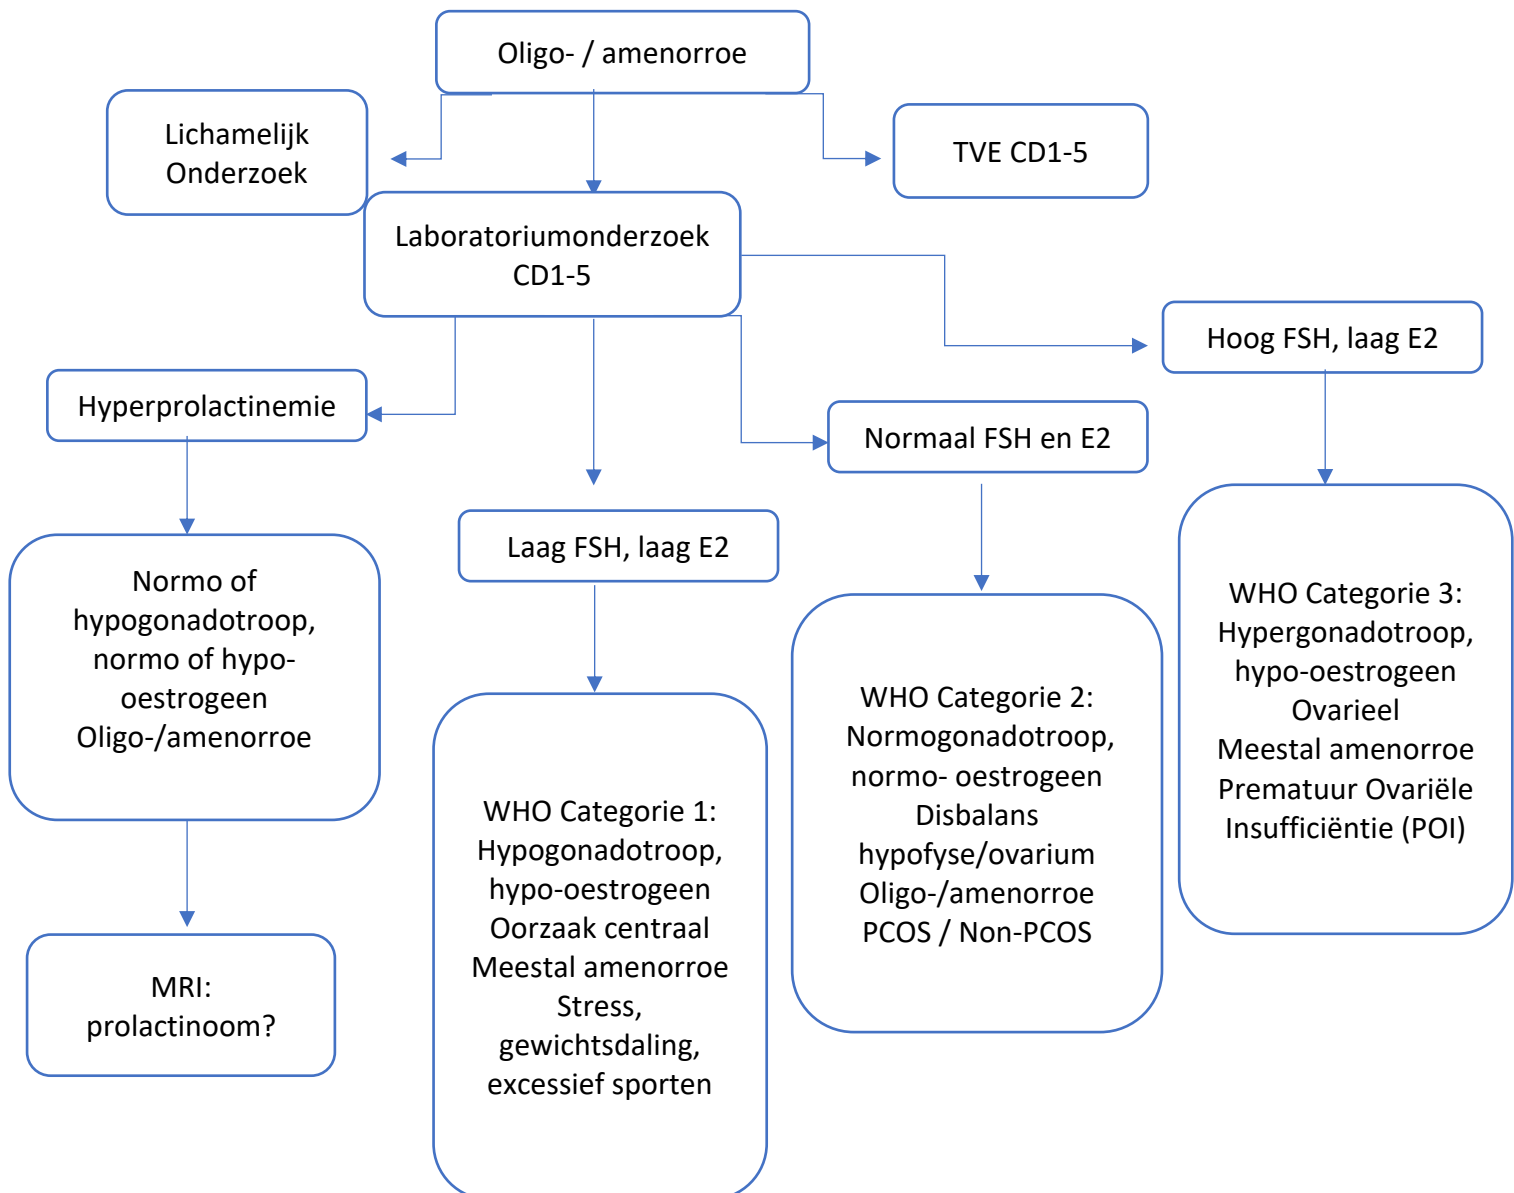 Oligo- / amenorroe
Lichamelijk
Onderzoek
TVE CD1-5
Laboratoriumonderzoek
CD1-5
Hoog FSH, laag E2
Hyperprolactinemie
Normaal FSH en E2
Laag FSH, laag E2
Normo of
hypogonadotroop,
normo of hypo-
oestrogeen
Oligo-/amenorroe
WHO Categorie 3:
Hypergonadotroop,
hypo-oestrogeen
Ovarieel
Meestal amenorroe
Prematuur Ovariële
Insufficiëntie (POI)
WHO Categorie 2:
Normogonadotroop,
normo- oestrogeen
Disbalans
hypofyse/ovarium
Oligo-/amenorroe
PCOS / Non-PCOS
WHO Categorie 1:
Hypogonadotroop,
hypo-oestrogeen
Oorzaak centraal
Meestal amenorroe
Stress,
gewichtsdaling,
excessief sporten
MRI:
prolactinoom?